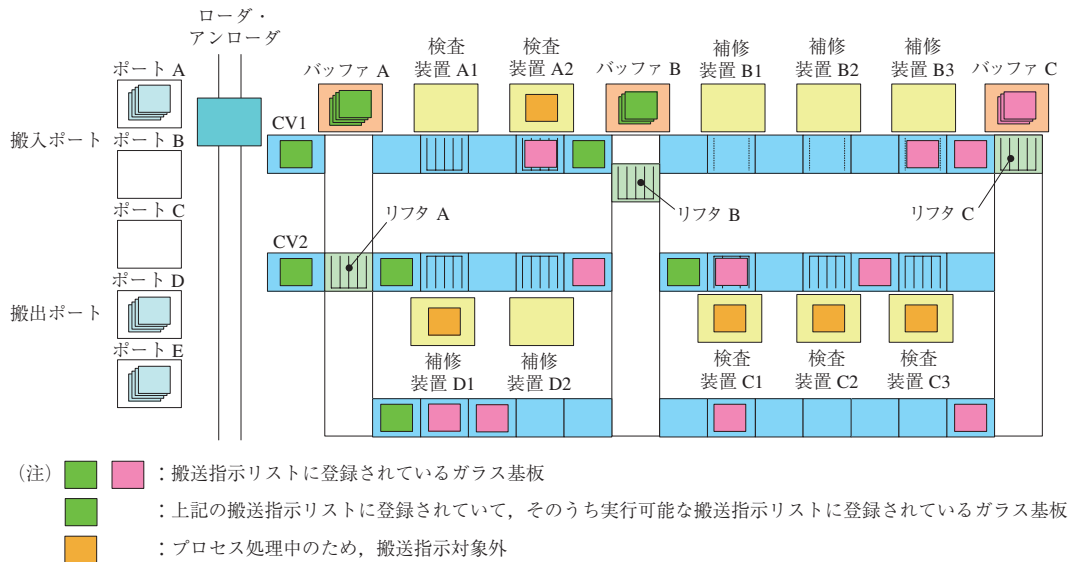 ローダ・
アンローダ
ポート A
バッファ A
検査
装置 A1
検査
装置 A2
バッファ B
補修
装置 B1
補修
装置 B2
補修
装置 B3
バッファ C
搬入ポート
ポート B
CV1
ポート C
リフタ A
リフタ B
リフタ C
CV2
ポート D
搬出ポート
ポート E
補修
装置 D1
補修
装置 D2
検査
装置 C1
検査
装置 C2
検査
装置 C3
（注）
：搬送指示リストに登録されているガラス基板
：上記の搬送指示リストに登録されていて，そのうち実行可能な搬送指示リストに登録されているガラス基板
：プロセス処理中のため，搬送指示対象外